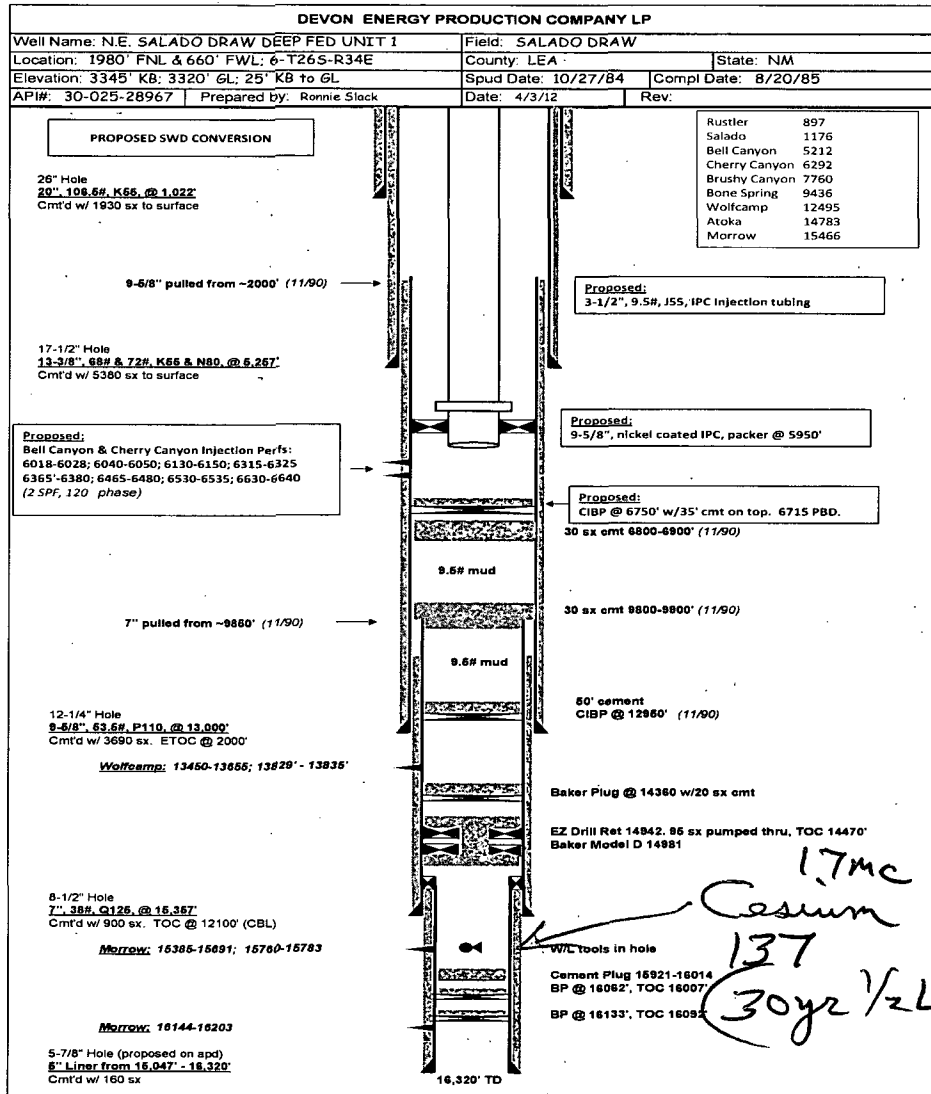 DEVON ENERGY PRODUCTION COMPANY LP
Well Name: N.E. SALADO DRAW DEEP FED UNIT 1
Field: SALADO DRAW
Location: 1980' FNL & 660' FWL; 6-T26S-R34E
County: LEA
State: NM
Elevation: 3345' KB; 3320' GL; 25' KB to GL
Spud Date: 10/27/84
Compl Date: 8/20/85
API#: 30-025-28967
Prepared by: Ronnie Slack
Date: 4/3/12
Rev:
PROPOSED SWD CONVERSION
Rustler 897
Salado 1176
Bell Canyon 5212
Cherry Canyon 6292
Brushy Canyon 7760
Bone Spring 9436
Wolfcamp 12495
Atoka 14783
Morrow 15466
26" Hole
20", 106.5#, K55, @ 1,022'
Cmt'd w/ 1930 sx to surface
9-5/8" pulled from ~2000' (11/90)
Proposed:
3-1/2", 9.5#, J55, IPC Injection tubing
17-1/2" Hole
13-3/8", 68# & 72#, K55 & N80, @ 5,257'
Cmt'd w/ 5380 sx to surface
Proposed:
Bell Canyon & Cherry Canyon Injection Perfs:
6018-6028; 6040-6050; 6130-6150; 6315-6325
6365'-6380; 6465-6480; 6530-6535; 6630-6640
(2 SPF, 120 phase)
Proposed:
9-5/8", nickel coated IPC, packer @ 5950'
Proposed:
CIBP @ 6750' w/35' cmt on top. 6715 PBD.
30 sx cmt 6800-6900' (11/90)
9.5# mud
30 sx cmt 9800-9900' (11/90)
7" pulled from ~9850' (11/90)
9.5# mud
50' cement
CIBP @ 12950' (11/90)
12-1/4" Hole
9-5/8", 53.5#, P110, @ 13,000'
Cmt'd w/ 3690 sx. ETOC @ 2000'
Wolfcamp: 13450-13655; 13829' - 13835'
Baker Plug @ 14360 w/20 sx cmt
EZ Drill Ret 14942. 95 sx pumped thru, TOC 14470'
Baker Model D 14981
1.7mc
Cesium
137
(30yr 1/2 L
8-1/2" Hole
7", 38#, Q125, @ 15,357'
Cmt'd w/ 900 sx. TOC @ 12100' (CBL)
Morrow: 15385-15691; 15760-15783
W/L tools in hole
Cement Plug 15921-16014
BP @ 16062', TOC 16007'
BP @ 16133', TOC 16092'
Morrow: 16144-16203
5-7/8" Hole (proposed on apd)
5" Liner from 15,047' - 16,320'
Cmt'd w/ 160 sx
16,320' TD